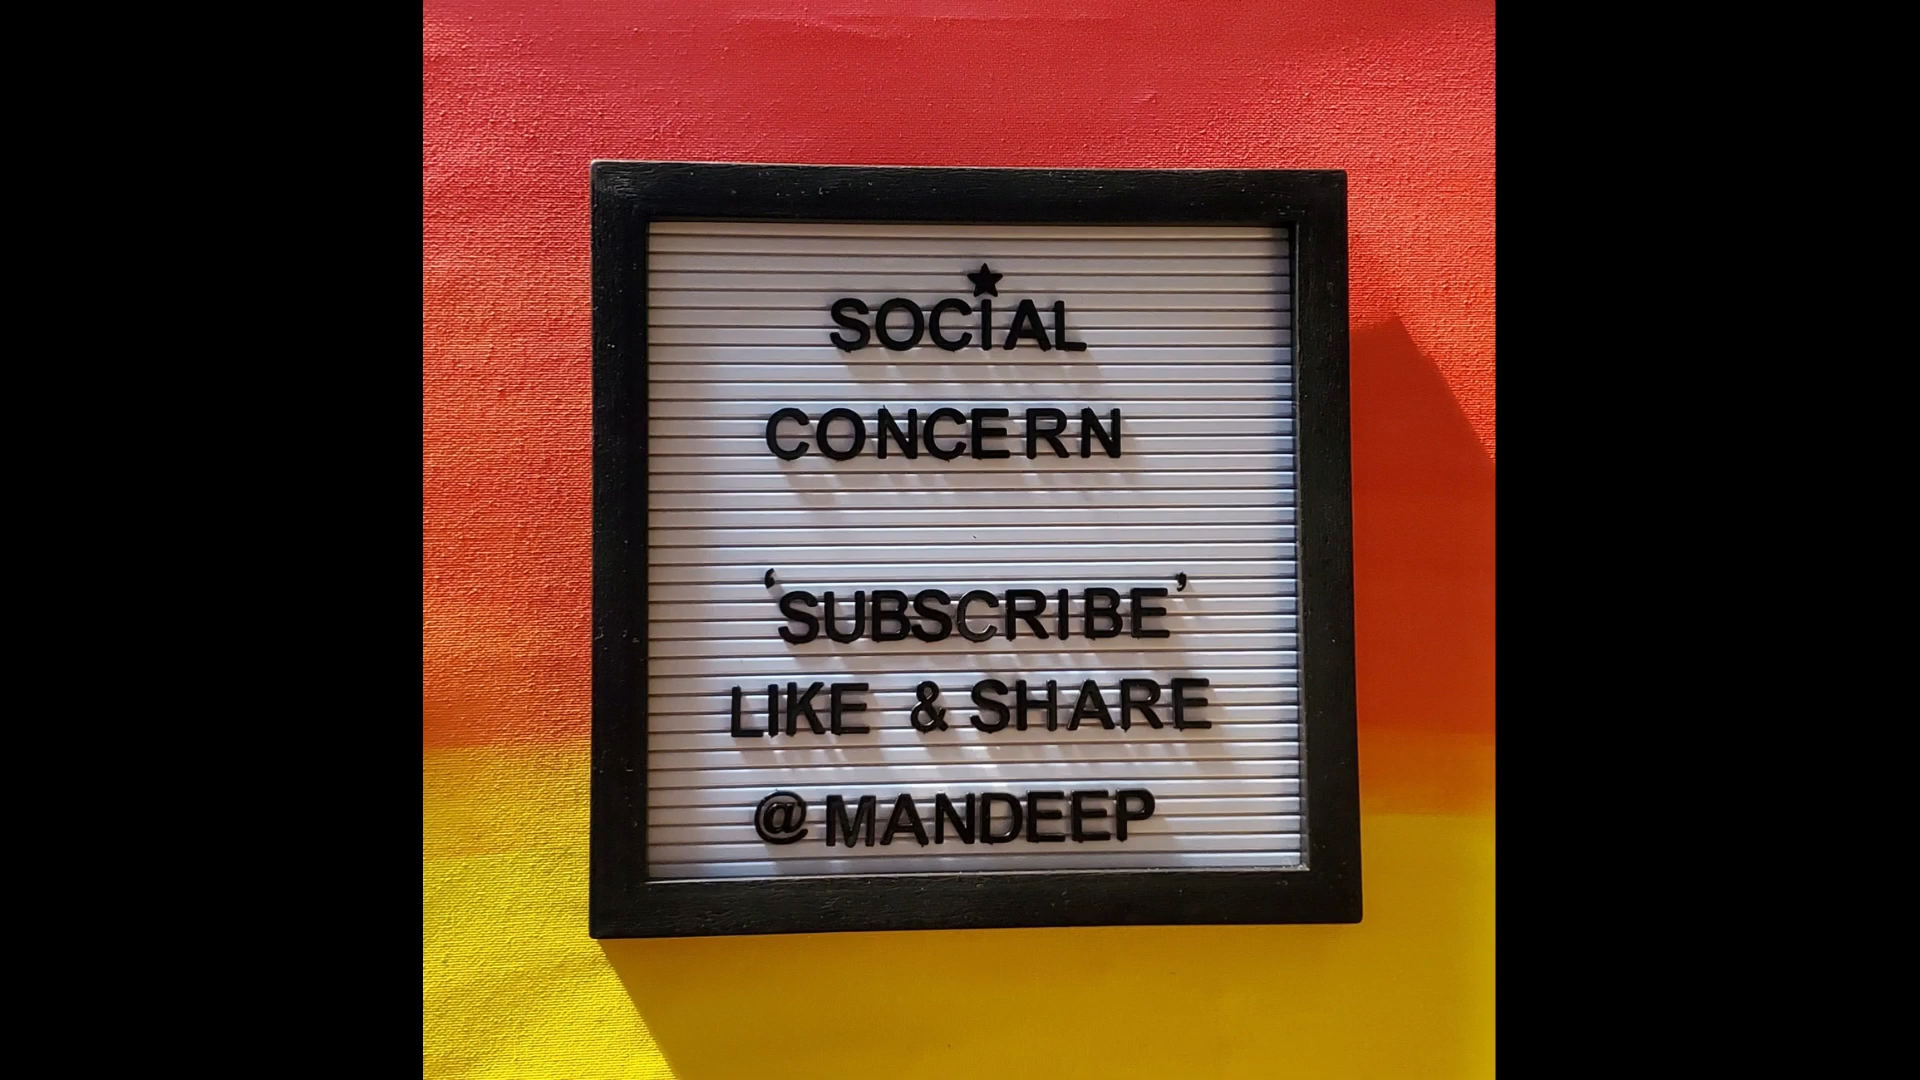 SOCIAL
CONCERN
‘SUBSCRIBE’
LIKE & SHARE
@MANDEEP